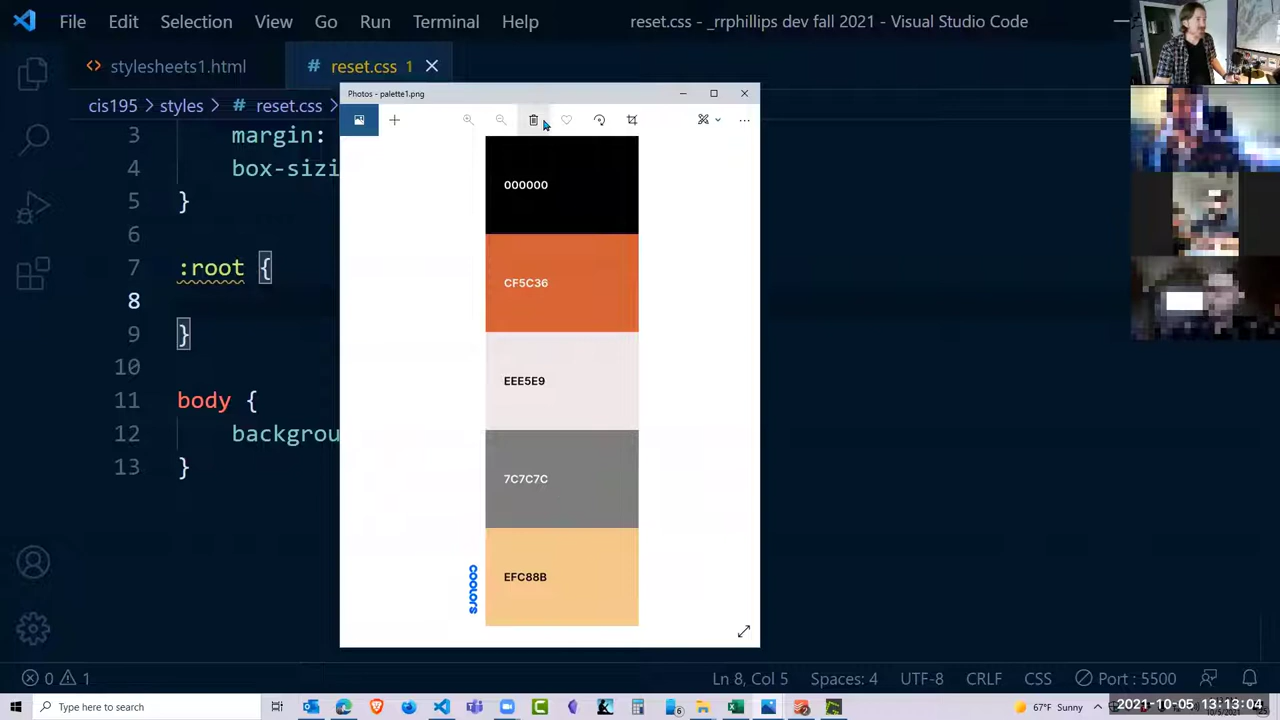 File Edit Selection View Go Run Terminal Help reset.css - _rrphillips dev fall 2021 - Visual Studio Code
<> stylesheets1.html # reset.css 1
cis195 > styles > # reset.css >
Photos - palette1.png
3 margin:
4 box-sizi
5 }
6
7 :root {
8
9 }
10
11 body {
12 backgrou
13 }
000000
CF5C36
EEE5E9
7C7C7C
EFC88B
coolors
0 1 Ln 8, Col 5 Spaces: 4 UTF-8 CRLF CSS Port : 5500
Type here to search
67°F Sunny
2021-10-05 13:13:04